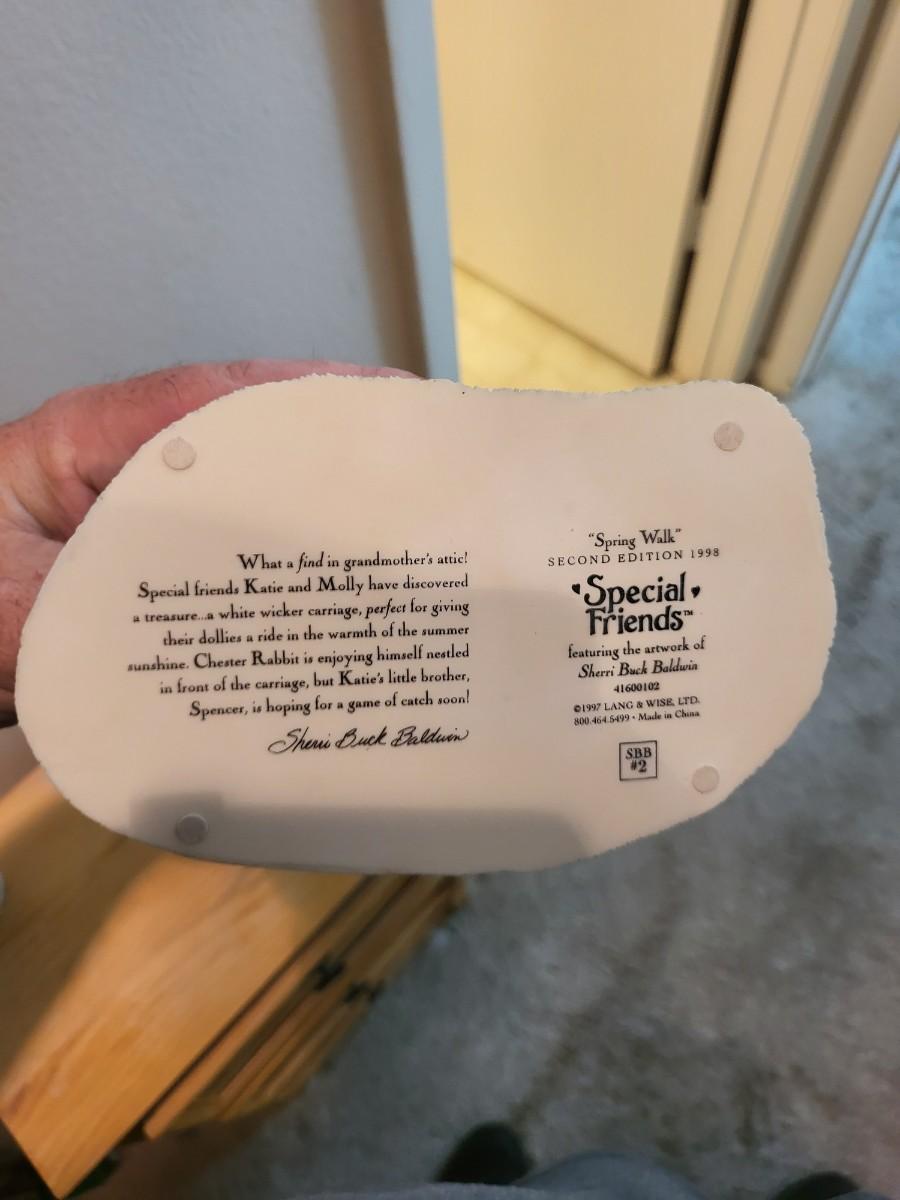 What a find in grandmother's attic!
Special friends Katie and Molly have discovered
a treasure...a white wicker carriage, perfect for giving
their dollies a ride in the warmth of the summer
sunshine. Chester Rabbit is enjoying himself nestled
in front of the carriage, but Katie's little brother,
Spencer, is hoping for a game of catch soon!
Sherri Buck Baldwin
"Spring Walk"
SECOND EDITION 1998
Special
Friends™
featuring the artwork of
Sherri Buck Baldwin
41600102
©1997 LANG & WISE, LTD.
800.464.5499 • Made in China
SBB
#2